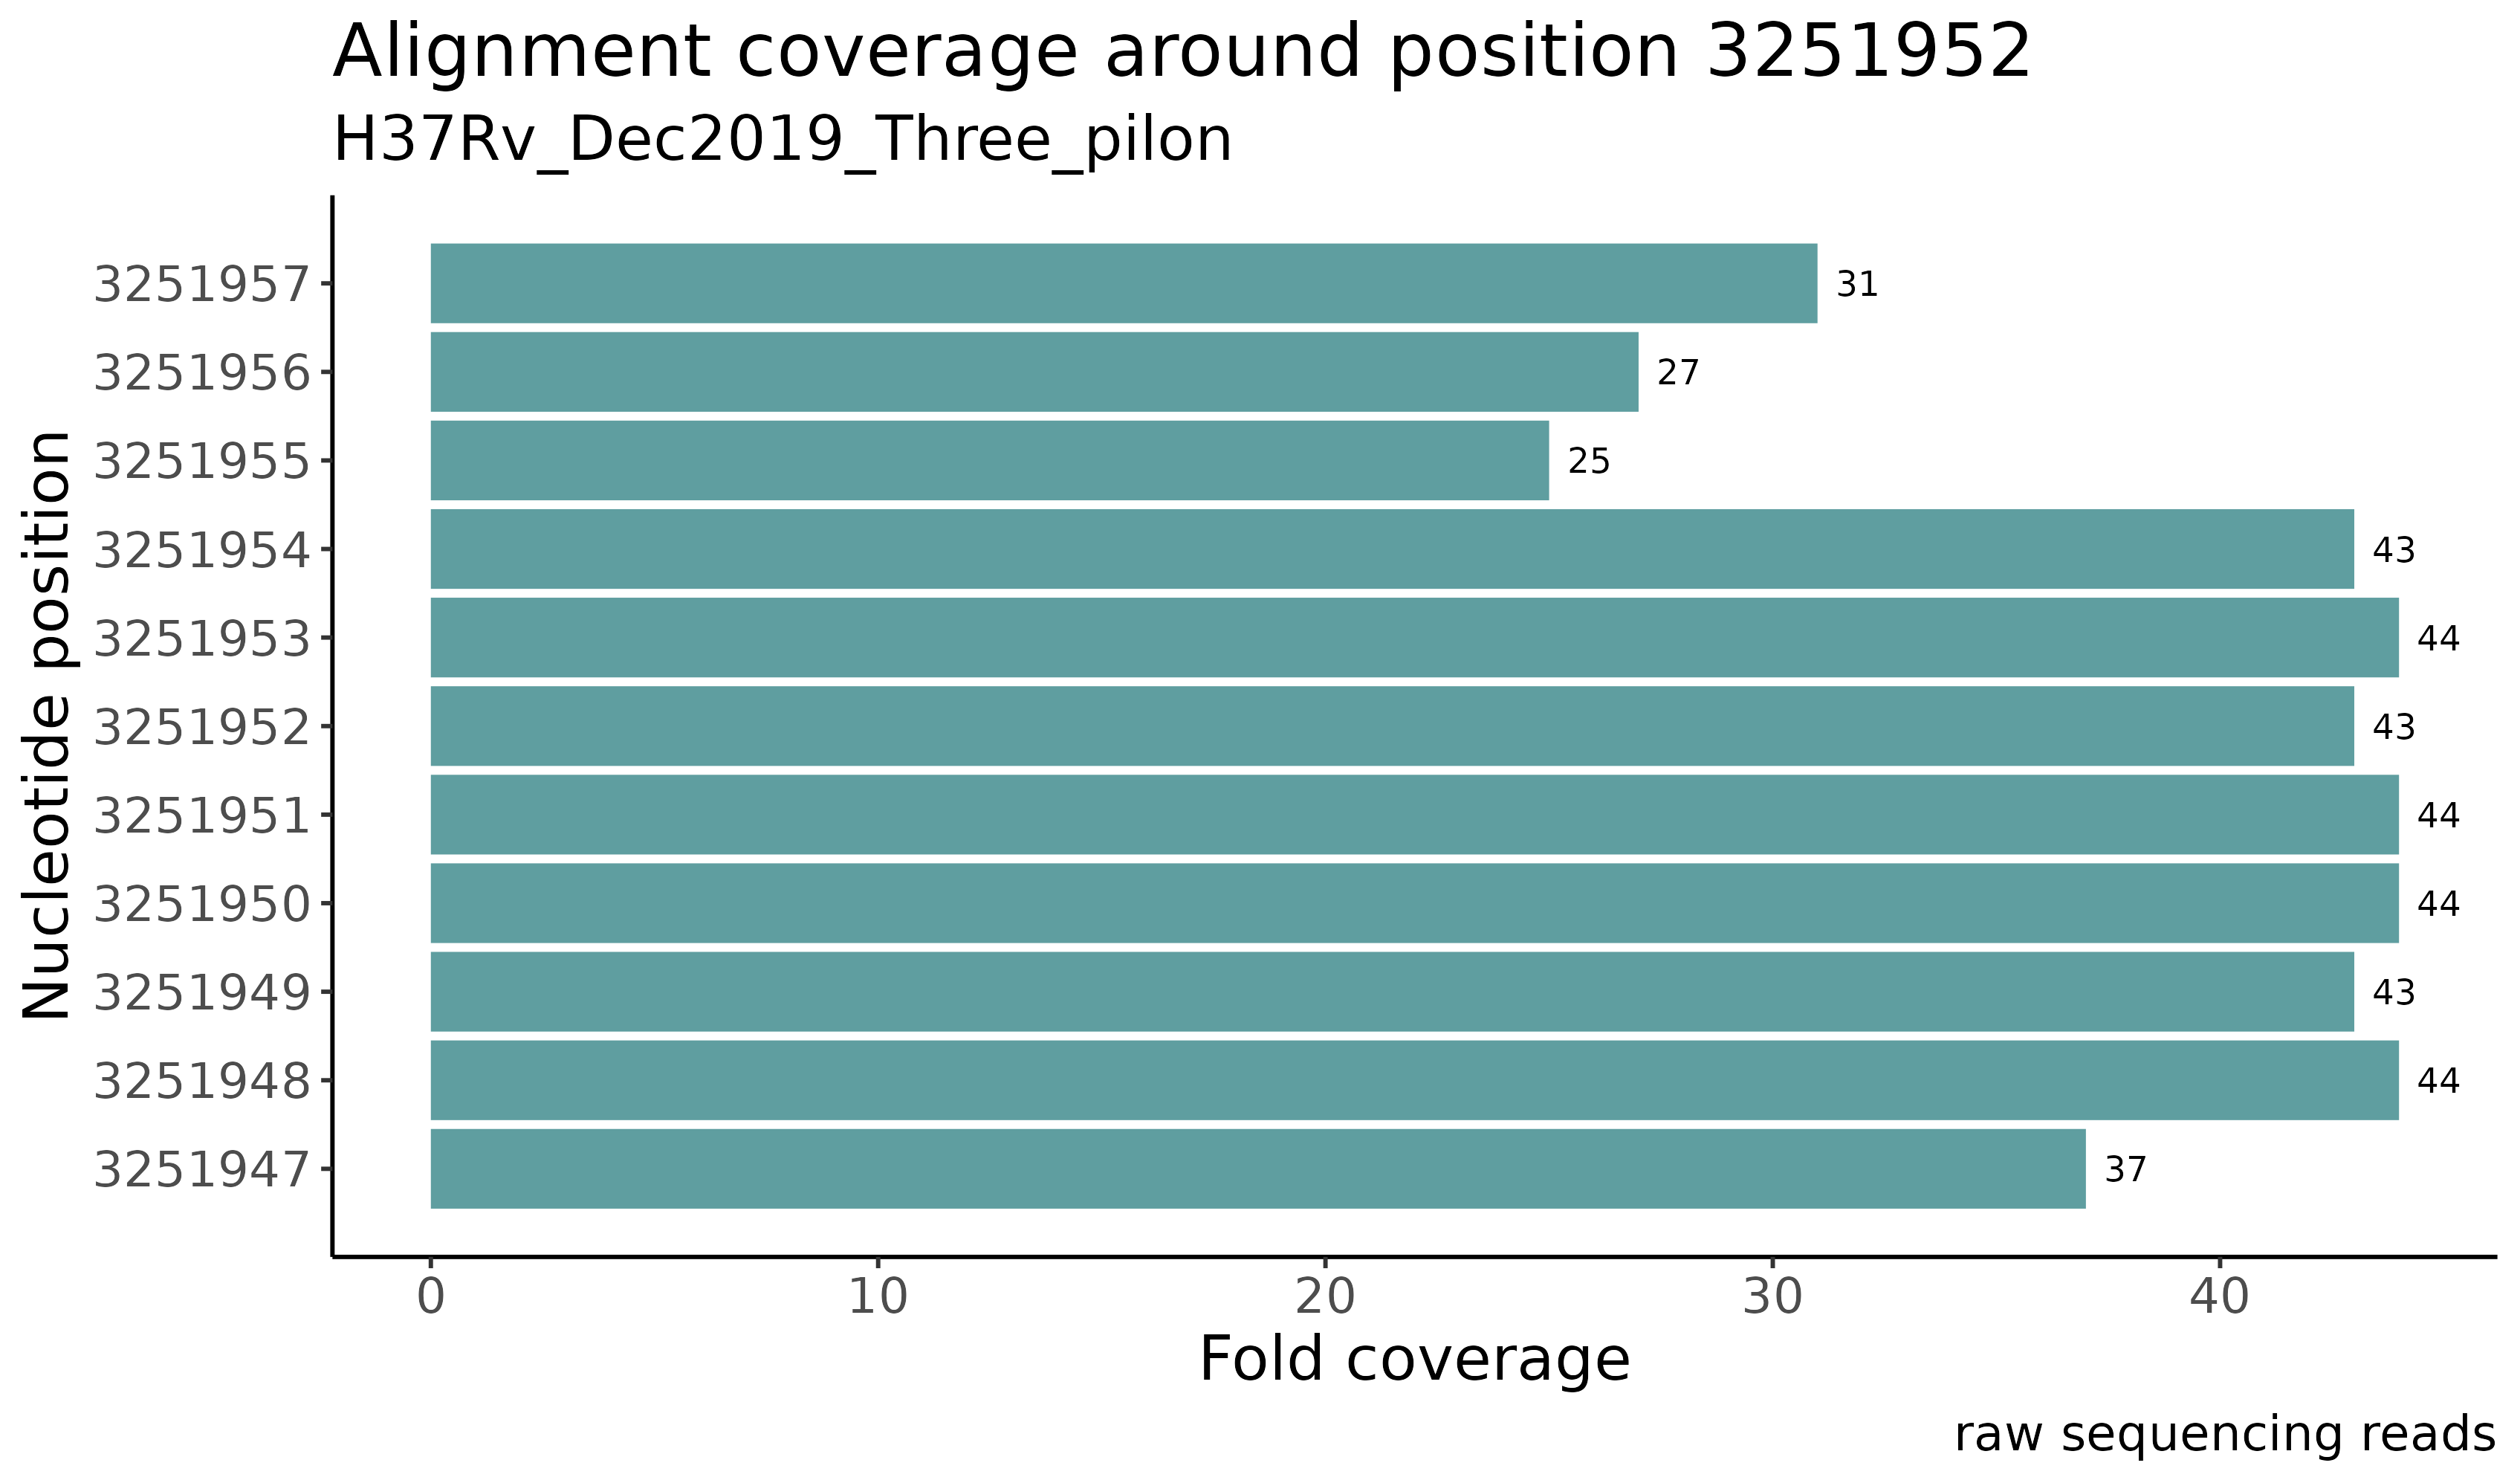 Alignment coverage around position 3251952
H37Rv_Dec2019_Three_pilon
Nucleotide position
3251957 31
3251956 27
3251955 25
3251954 43
3251953 44
3251952 43
3251951 44
3251950 44
3251949 43
3251948 44
3251947 37
0 10 20 30 40
Fold coverage
raw sequencing reads